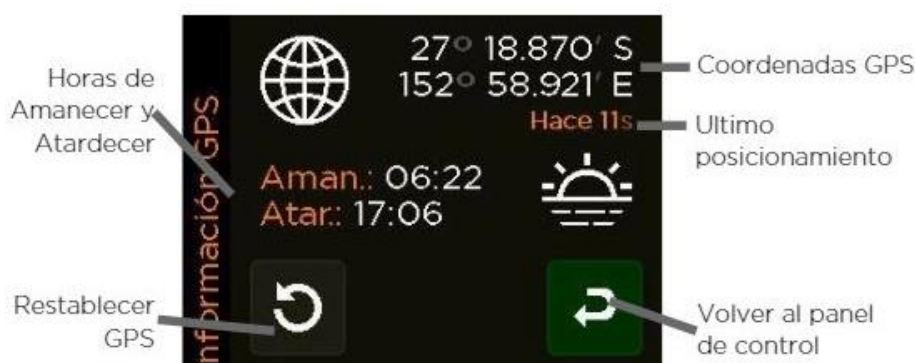 Información GPS
27° 18.870' S
152° 58.921' E
Hace 11s
Aman.: 06:22
Atar.: 17:06
Horas de
Amanecer y
Atardecer
Restablecer
GPS
Coordenadas GPS
Ultimo
posicionamiento
Volver al panel
de control